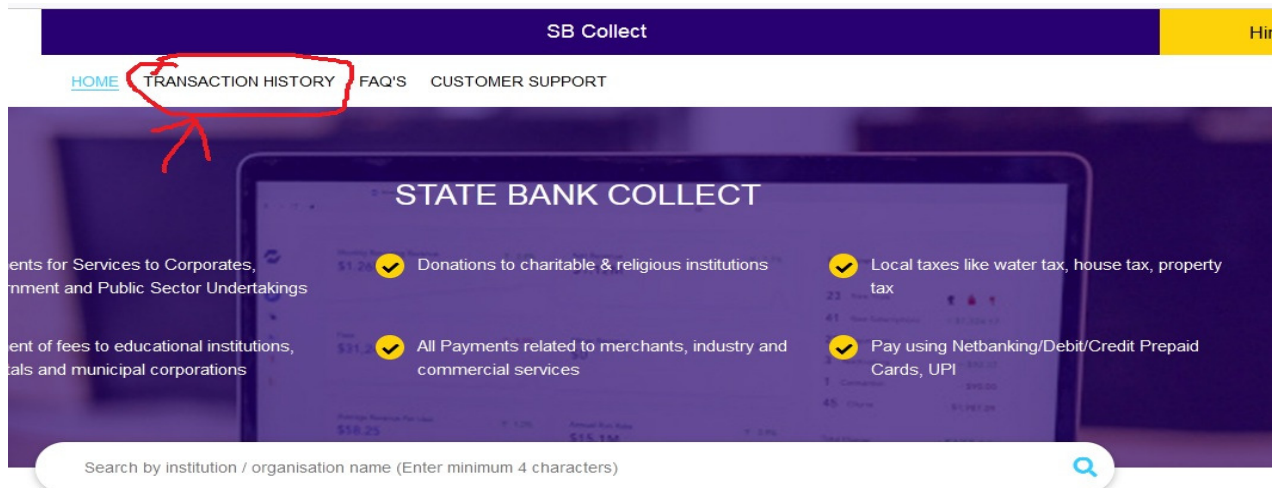 SB Collect
HOME TRANSACTION HISTORY FAQ'S CUSTOMER SUPPORT
STATE BANK COLLECT
ents for Services to Corporates,
rnment and Public Sector Undertakings
Donations to charitable & religious institutions
Local taxes like water tax, house tax, property
tax
ent of fees to educational institutions,
tals and municipal corporations
All Payments related to merchants, industry and
commercial services
Pay using Netbanking/Debit/Credit Prepaid
Cards, UPI
Search by institution / organisation name (Enter minimum 4 characters)